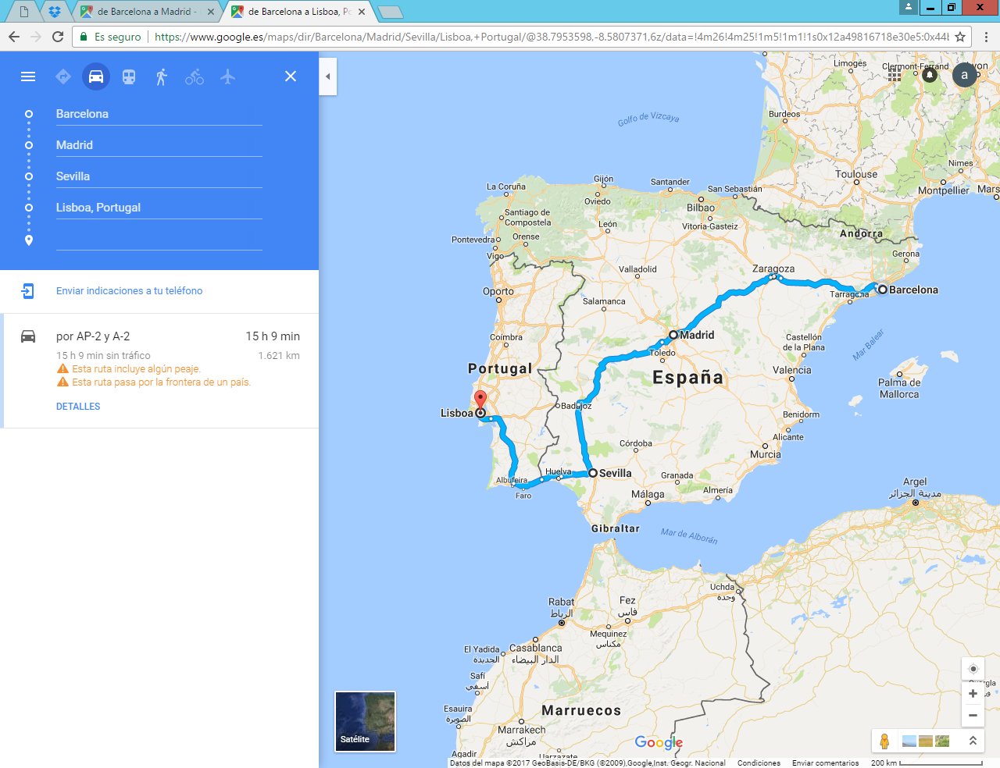 de Barcelona a Madrid -
de Barcelona a Lisboa, Po
Es seguro
https://www.google.es/maps/dir/Barcelona/Madrid/Sevilla/Lisboa,+Portugal/@38.7953598,-8.5807371,6z/data=!4m26!4m25!1m5!1m1!1s0x12a49816718e30e5:0x44b
Barcelona
Madrid
Sevilla
Lisboa, Portugal
Enviar indicaciones a tu teléfono
por AP-2 y A-2
15 h 9 min
15 h 9 min sin tráfico
1.621 km
Esta ruta incluye algún peaje.
Esta ruta pasa por la frontera de un país.
DETALLES
a
Limoges
Clermont-Ferrand
Burdeos
Golfo de Vizcaya
Nimes
Toulouse
Montpellier
Mars
Gijón
Santander
La Coruña
San Sebastián
Oviedo
Bilbao
Santiago de
Compostela
León
Vitoria-Gasteiz
Andorra
Pontevedra
Orense
Vigo
Gerona
Valladolid
Zaragoza
Oporto
Salamanca
Tarragona
Barcelona
Coímbra
Madrid
Castellón
de la Plana
Mar Balear
Toledo
Portugal
España
Valencia
Palma de
Mallorca
Lisboa
Badajoz
Benidorm
Alicante
Córdoba
Murcia
Huelva
Sevilla
Albufeira
Granada
Faro
Málaga
Almería
Argel
مدينة الجزائر
Gibraltar
Mar de Alborán
Uchda
وجدة
Rabat
الرباط
Fez
فاس
Mequinez
مكناس
El Yadida
الجديدة
Casablanca
الدار البيضاء
Safí
آسفي
Esauira
الصويرة
Marruecos
Marrakech
مراكش
Agadir
Uarzazate
Satélite
Google
Datos del mapa ©2017 GeoBasis-DE/BKG (©2009),Google,Inst. Geogr. Nacional
Condiciones
Enviar comentarios
200 km